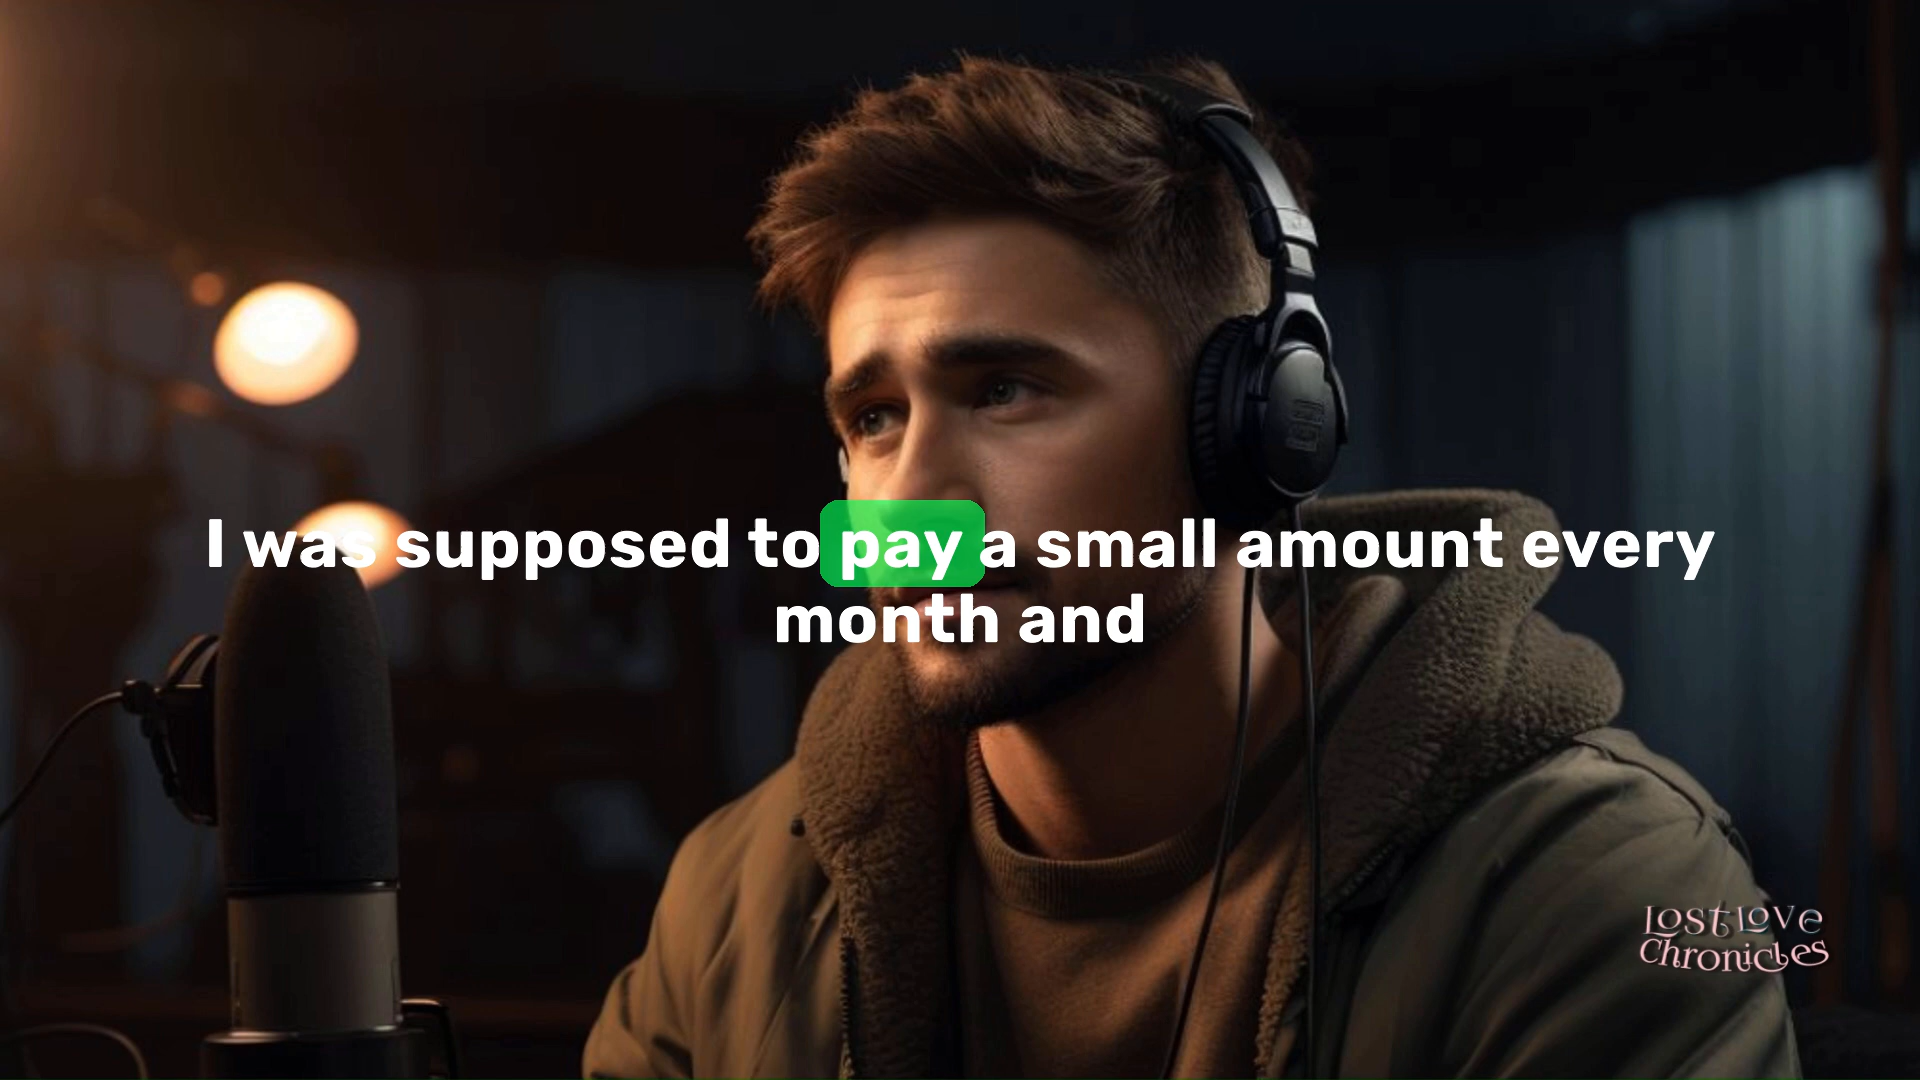 I was supposed to pay a small amount every
month and
Lost Love
Chronicles